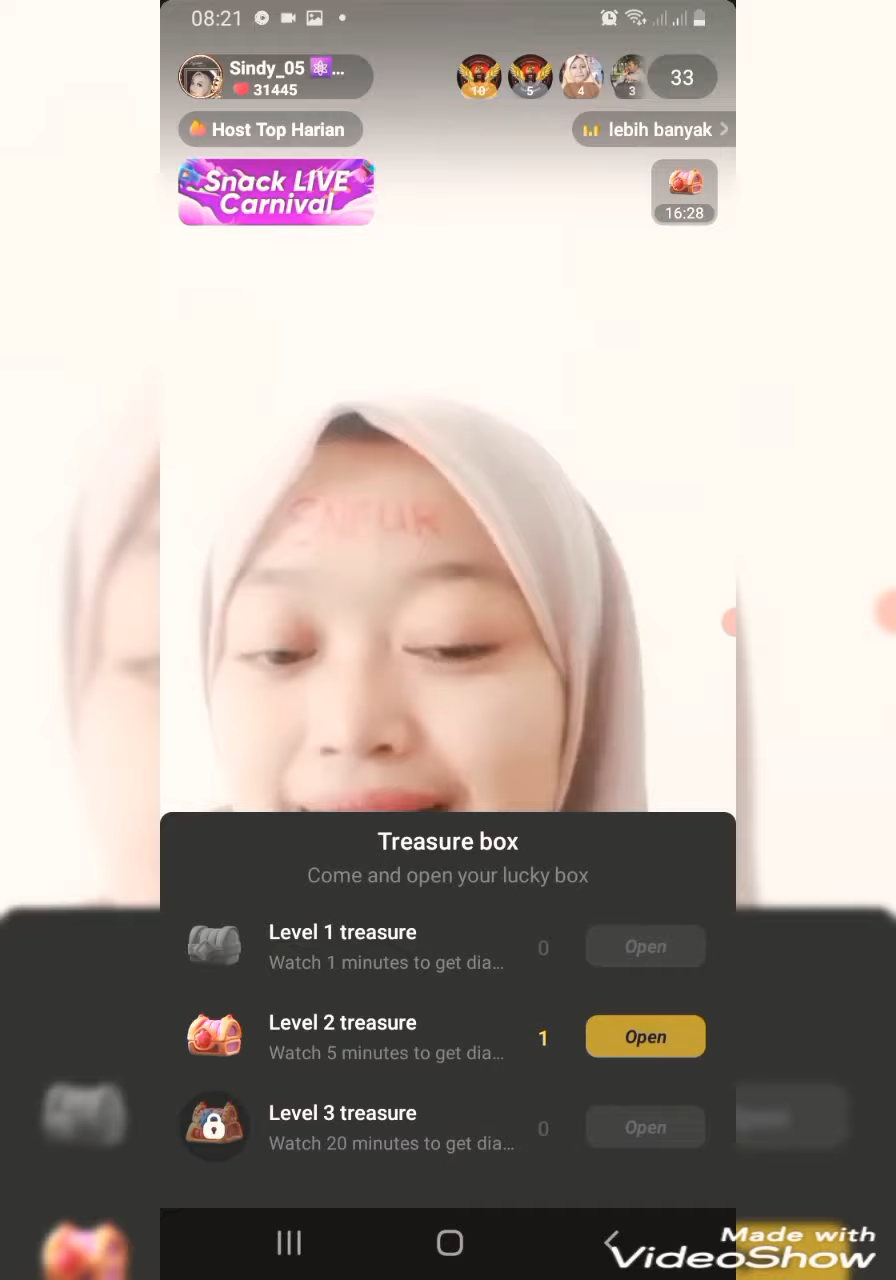 08:21
Sindy_05 ...
31445
10
5
4
3
33
Host Top Harian
lebih banyak >
Snack LIVE
Carnival
16:28
Treasure box
Come and open your lucky box
Level 1 treasure
Watch 1 minutes to get dia...
0
Open
Level 2 treasure
Watch 5 minutes to get dia...
1
Open
Level 3 treasure
Watch 20 minutes to get dia...
0
Open
Made with
VideoShow